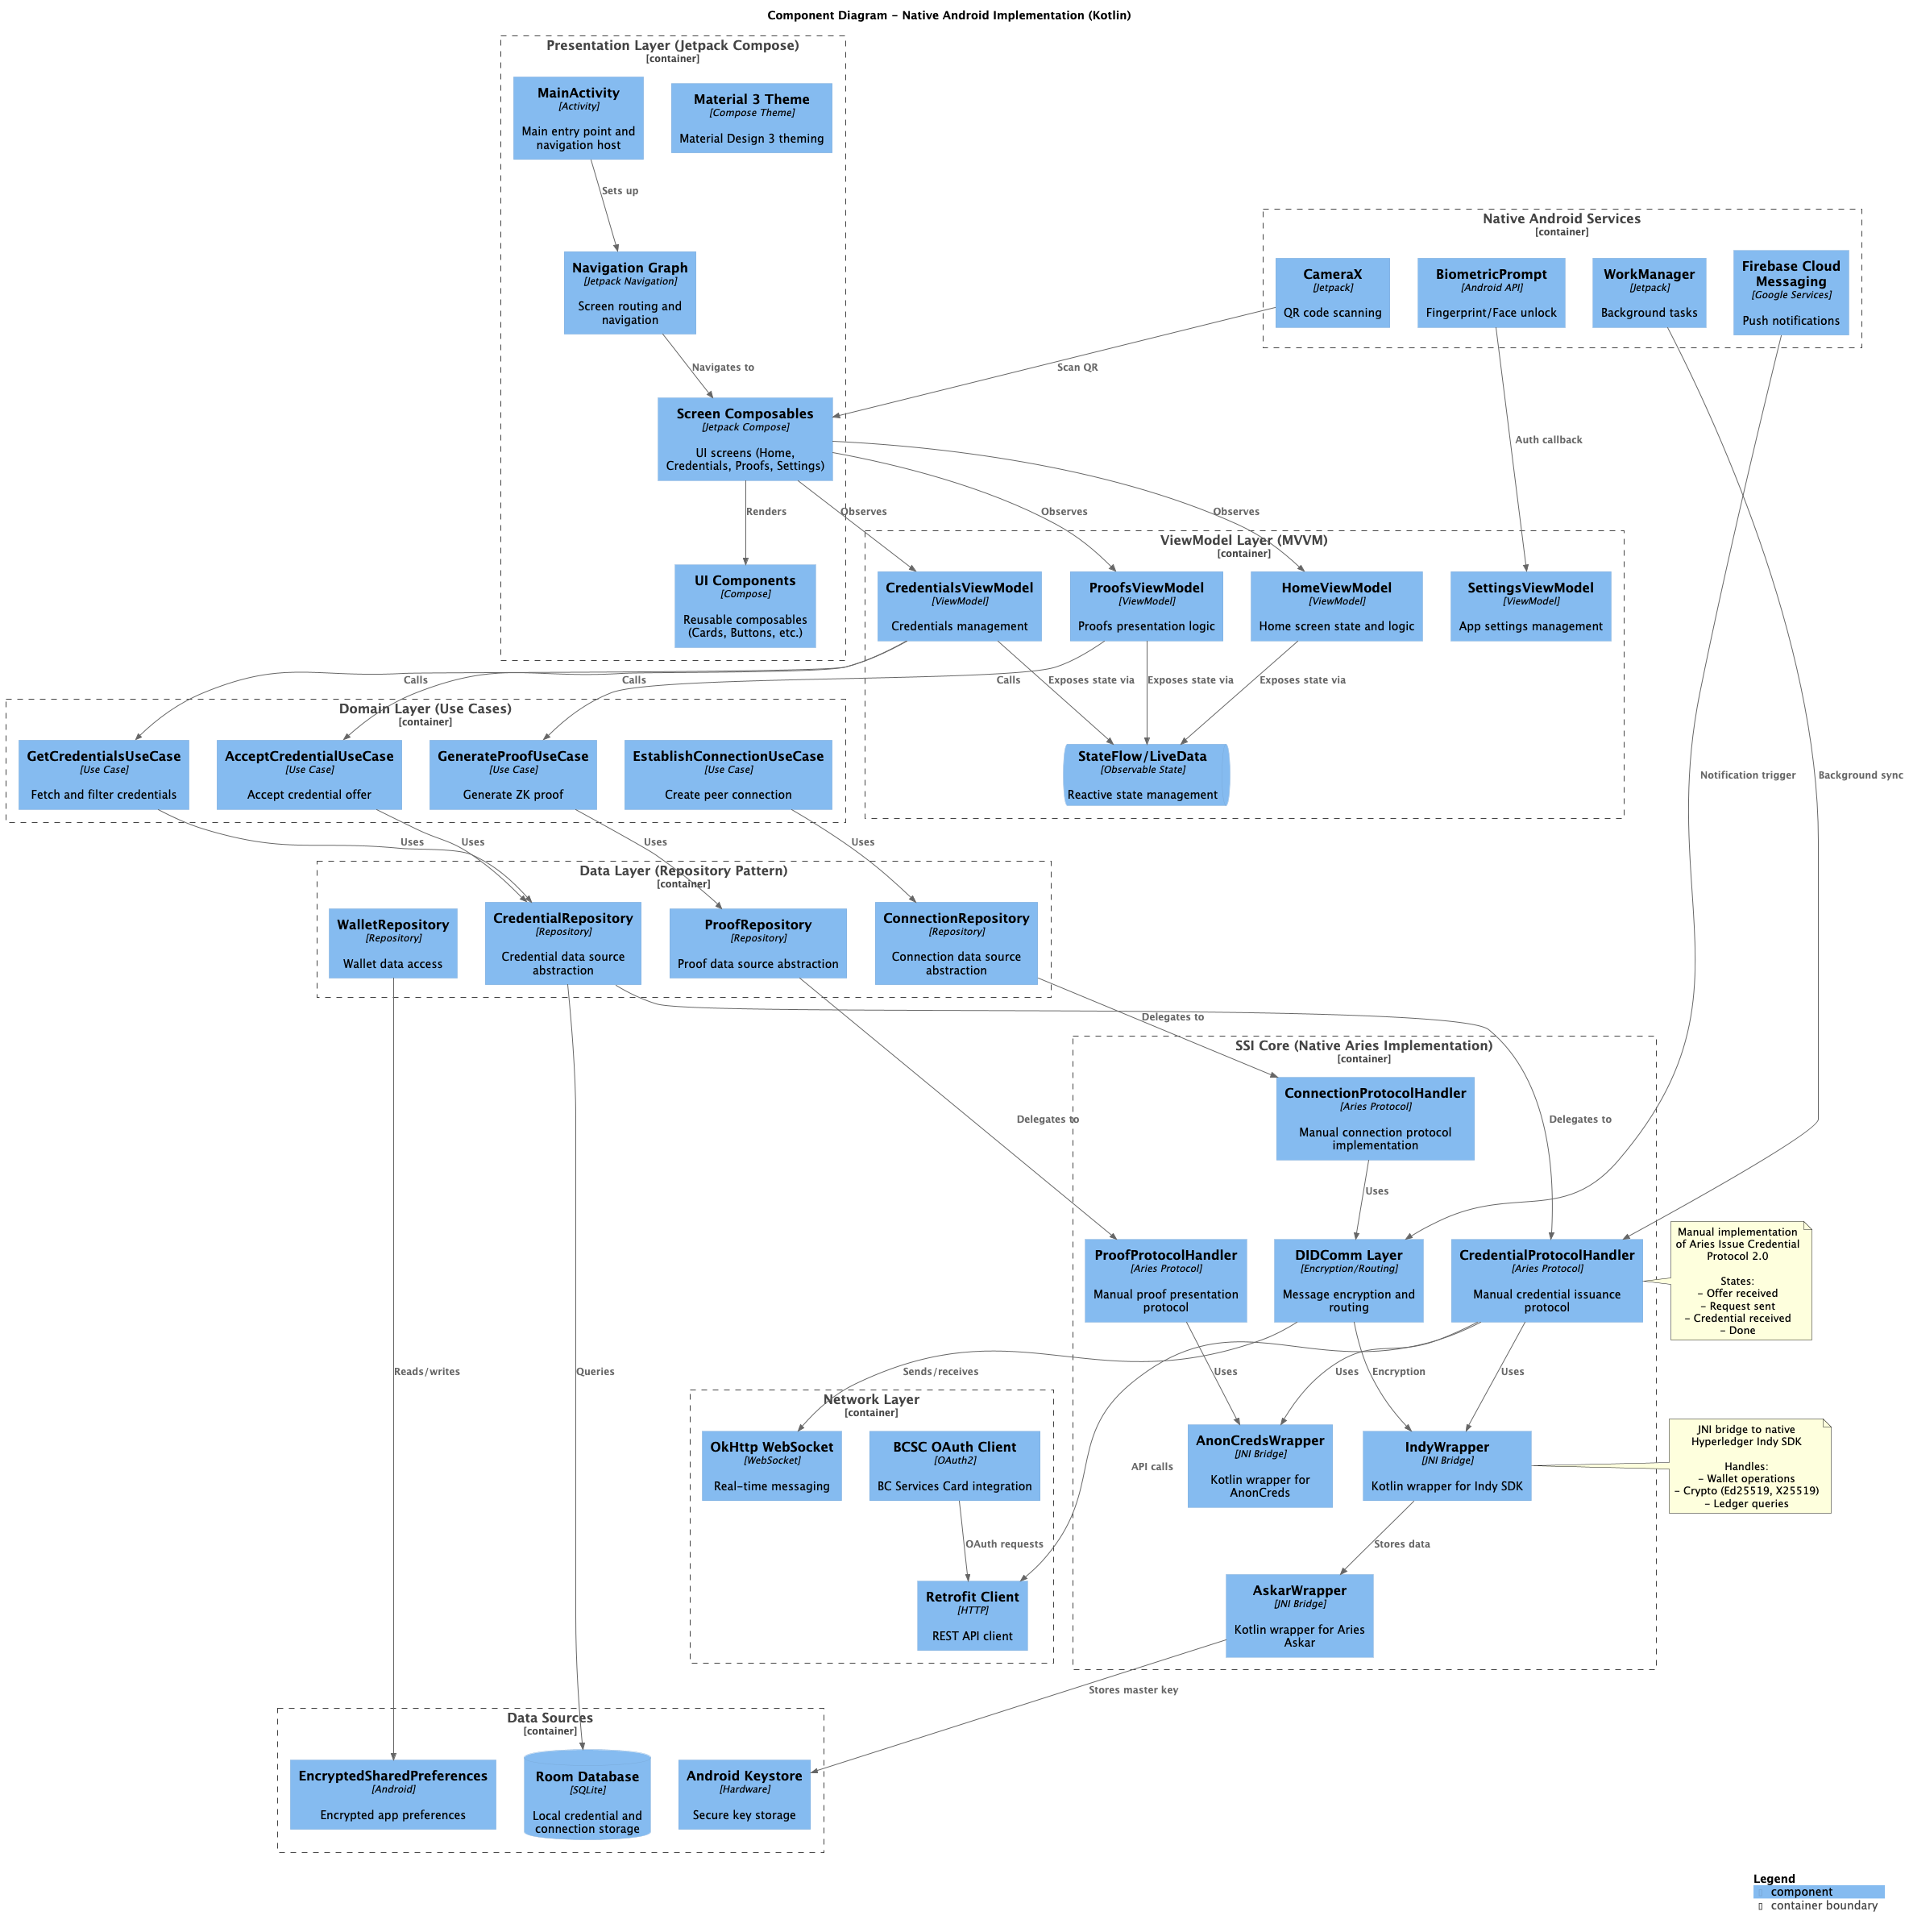 Component Diagram - Native Android Implementation (Kotlin)
Presentation Layer (Jetpack Compose)
[container]
MainActivity
[Activity]
Main entry point and
navigation host
Material 3 Theme
[Compose Theme]
Material Design 3 theming
Sets up
Navigation Graph
[Jetpack Navigation]
Screen routing and
navigation
Navigates to
Screen Composables
[Jetpack Compose]
UI screens (Home,
Credentials, Proofs, Settings)
Renders
UI Components
[Compose]
Reusable composables
(Cards, Buttons, etc.)
Native Android Services
[container]
CameraX
[Jetpack]
QR code scanning
BiometricPrompt
[Android API]
Fingerprint/Face unlock
WorkManager
[Jetpack]
Background tasks
Firebase Cloud
Messaging
[Google Services]
Push notifications
Scan QR
Auth callback
Observes
Observes
Observes
ViewModel Layer (MVVM)
[container]
CredentialsViewModel
[ViewModel]
Credentials management
ProofsViewModel
[ViewModel]
Proofs presentation logic
HomeViewModel
[ViewModel]
Home screen state and logic
SettingsViewModel
[ViewModel]
App settings management
Calls
Calls
Calls
Exposes state via
Exposes state via
Exposes state via
StateFlow/LiveData
[Observable State]
Reactive state management
Notification trigger
Background sync
Domain Layer (Use Cases)
[container]
GetCredentialsUseCase
[Use Case]
Fetch and filter credentials
AcceptCredentialUseCase
[Use Case]
Accept credential offer
GenerateProofUseCase
[Use Case]
Generate ZK proof
EstablishConnectionUseCase
[Use Case]
Create peer connection
Uses
Uses
Uses
Uses
Data Layer (Repository Pattern)
[container]
WalletRepository
[Repository]
Wallet data access
CredentialRepository
[Repository]
Credential data source
abstraction
ProofRepository
[Repository]
Proof data source abstraction
ConnectionRepository
[Repository]
Connection data source
abstraction
Delegates to
Delegates to
Delegates to
SSI Core (Native Aries Implementation)
[container]
ConnectionProtocolHandler
[Aries Protocol]
Manual connection protocol
implementation
Uses
ProofProtocolHandler
[Aries Protocol]
Manual proof presentation
protocol
DIDComm Layer
[Encryption/Routing]
Message encryption and
routing
CredentialProtocolHandler
[Aries Protocol]
Manual credential issuance
protocol
Manual implementation
of Aries Issue Credential
Protocol 2.0
States:
- Offer received
- Request sent
- Credential received
- Done
Reads/writes
Queries
Sends/receives
Uses
Uses
Encryption
Uses
Network Layer
[container]
OkHttp WebSocket
[WebSocket]
Real-time messaging
BCSC OAuth Client
[OAuth2]
BC Services Card integration
API calls
AnonCredsWrapper
[JNI Bridge]
Kotlin wrapper for
AnonCreds
IndyWrapper
[JNI Bridge]
Kotlin wrapper for Indy SDK
JNI bridge to native
Hyperledger Indy SDK
Handles:
- Wallet operations
- Crypto (Ed25519, X25519)
- Ledger queries
OAuth requests
Stores data
Retrofit Client
[HTTP]
REST API client
AskarWrapper
[JNI Bridge]
Kotlin wrapper for Aries
Askar
Stores master key
Data Sources
[container]
EncryptedSharedPreferences
[Android]
Encrypted app preferences
Room Database
[SQLite]
Local credential and
connection storage
Android Keystore
[Hardware]
Secure key storage
Legend
component
container boundary